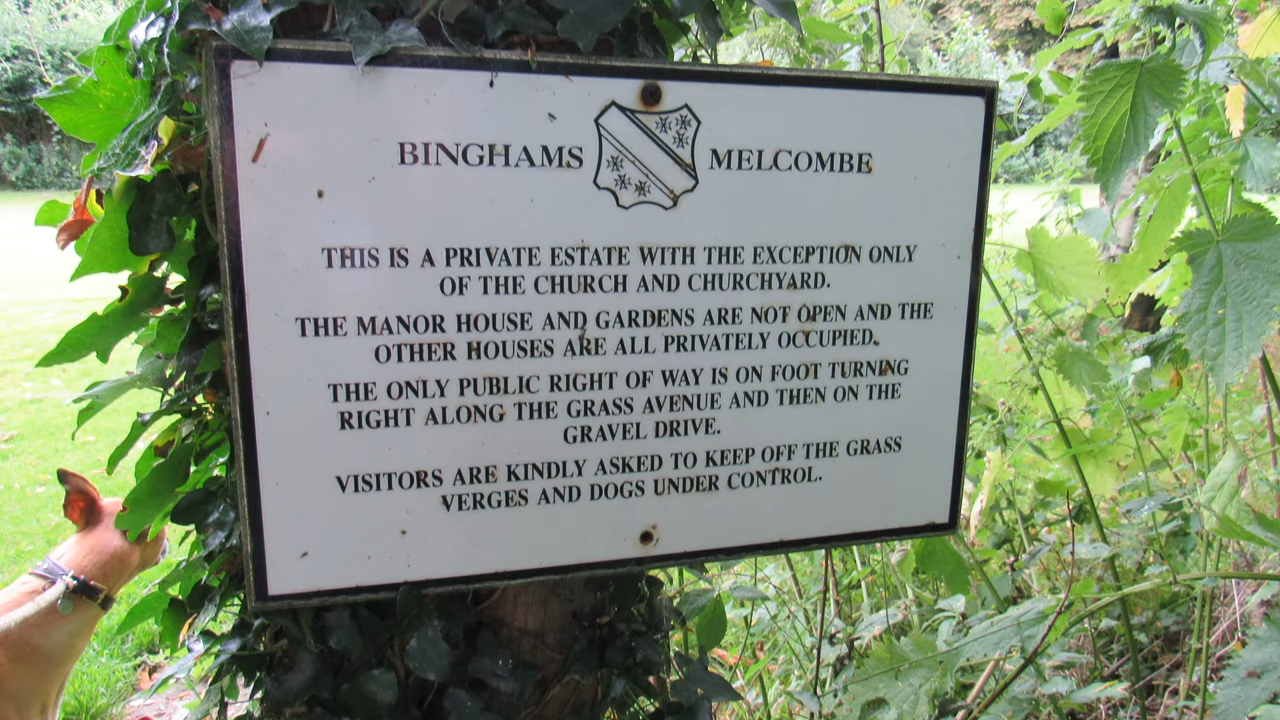 BINGHAMS MELCOMBE
THIS IS A PRIVATE ESTATE WITH THE EXCEPTION ONLY
OF THE CHURCH AND CHURCHYARD.
THE MANOR HOUSE AND GARDENS ARE NOT OPEN AND THE
OTHER HOUSES ARE ALL PRIVATELY OCCUPIED.
THE ONLY PUBLIC RIGHT OF WAY IS ON FOOT TURNING
RIGHT ALONG THE GRASS AVENUE AND THEN ON THE
GRAVEL DRIVE.
VISITORS ARE KINDLY ASKED TO KEEP OFF THE GRASS
VERGES AND DOGS UNDER CONTROL.